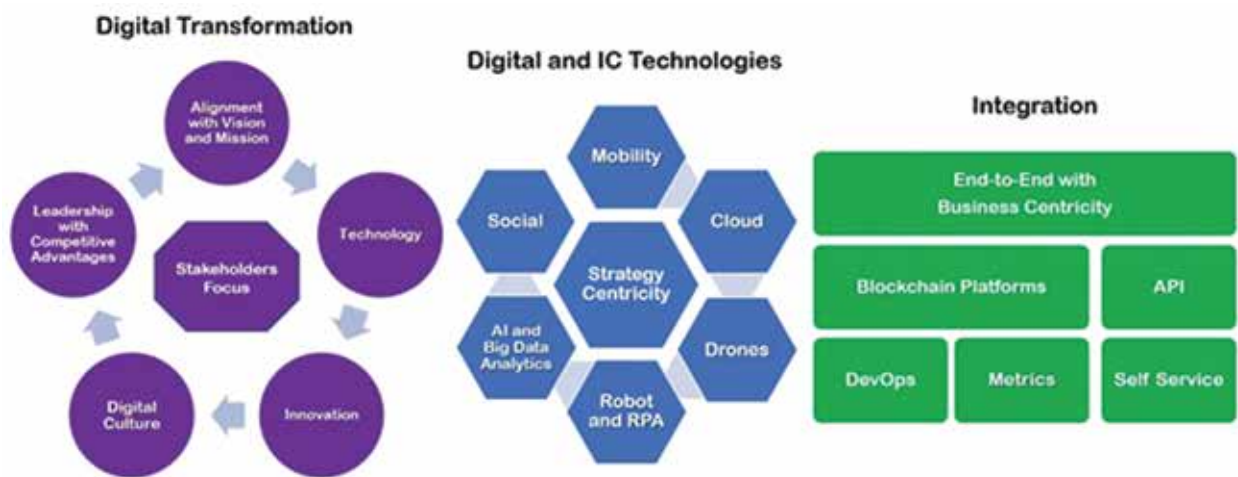 Digital Transformation
Alignment
with Vision
and Mission
Technology
Innovation
Digital
Culture
Leadership
with
Competitive
Advantages
Stakeholders
Focus
Digital and IC Technologies
Mobility
Cloud
Drones
Robot
and RPA
AI and
Big Data
Analytics
Social
Strategy
Centricity
Integration
End-to-End with
Business Centricity
Blockchain Platforms
API
DevOps
Metrics
Self Service